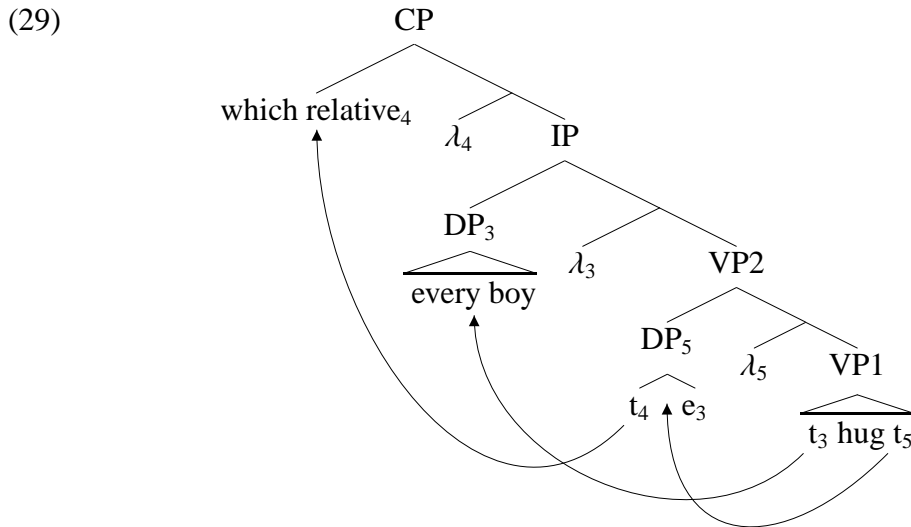 (29)
CP
which relative₄
λ₄
IP
DP₃
every boy
λ₃
VP2
DP₅
t₄ e₃
λ₅
VP1
t₃ hug t₅